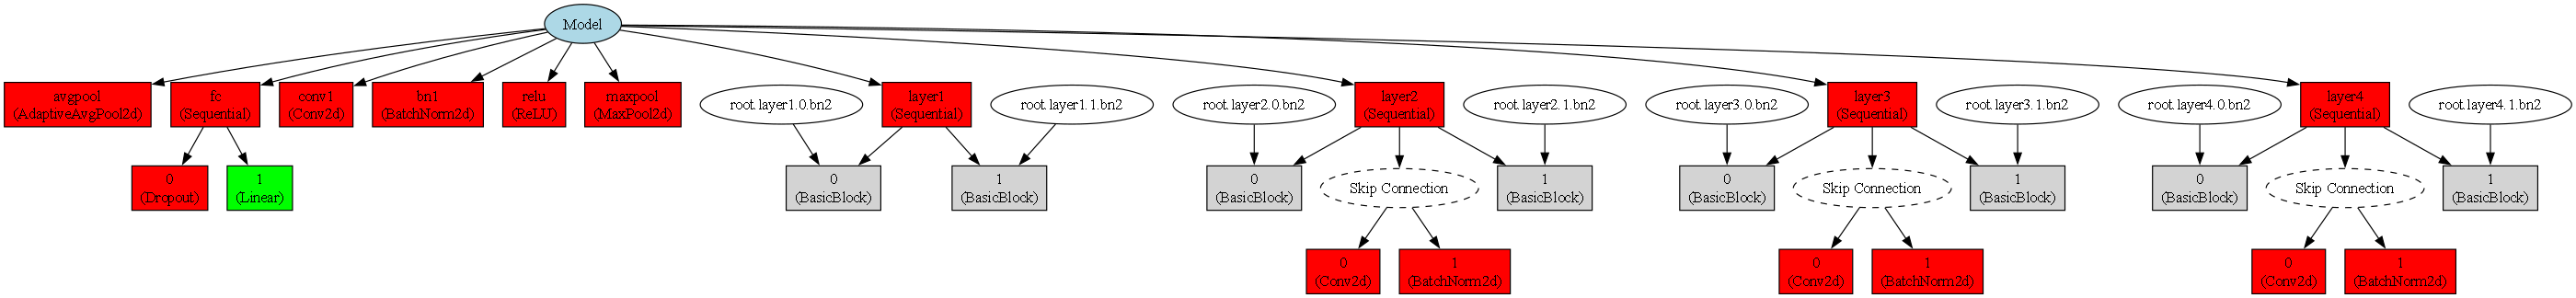 Model
avgpool
(AdaptiveAvgPool2d)
fc
(Sequential)
conv1
(Conv2d)
bn1
(BatchNorm2d)
relu
(ReLU)
maxpool
(MaxPool2d)
root.layer1.0.bn2
layer1
(Sequential)
root.layer1.1.bn2
root.layer2.0.bn2
layer2
(Sequential)
root.layer2.1.bn2
root.layer3.0.bn2
layer3
(Sequential)
root.layer3.1.bn2
root.layer4.0.bn2
layer4
(Sequential)
root.layer4.1.bn2
0
(Dropout)
1
(Linear)
0
(BasicBlock)
1
(BasicBlock)
0
(BasicBlock)
Skip Connection
1
(BasicBlock)
0
(BasicBlock)
Skip Connection
1
(BasicBlock)
0
(BasicBlock)
Skip Connection
1
(BasicBlock)
0
(Conv2d)
1
(BatchNorm2d)
0
(Conv2d)
1
(BatchNorm2d)
0
(Conv2d)
1
(BatchNorm2d)